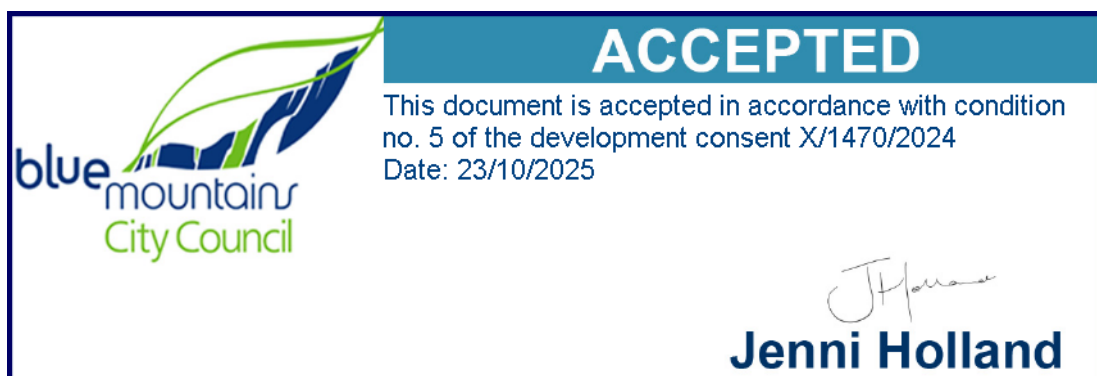 blue
mountains
City Council
ACCEPTED
This document is accepted in accordance with condition
no. 5 of the development consent X/1470/2024
Date: 23/10/2025
JHolland
Jenni Holland